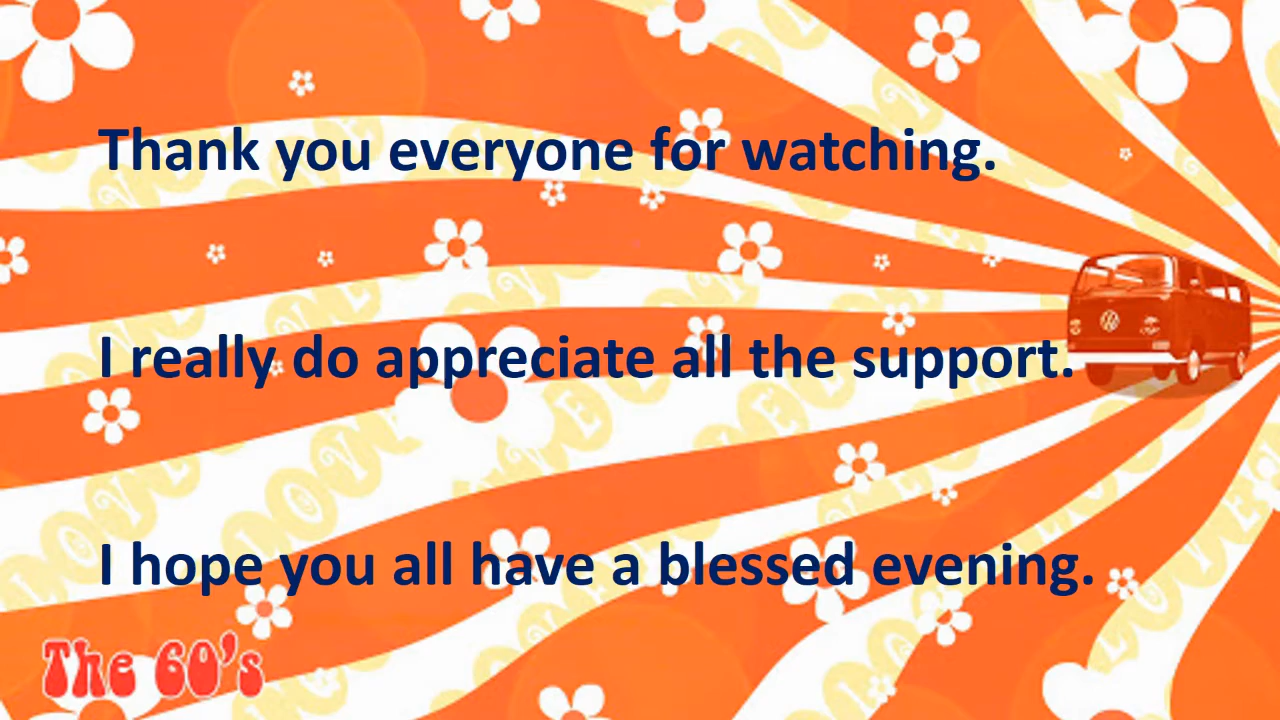 Thank you everyone for watching.
I really do appreciate all the support.
I hope you all have a blessed evening.
The 60's